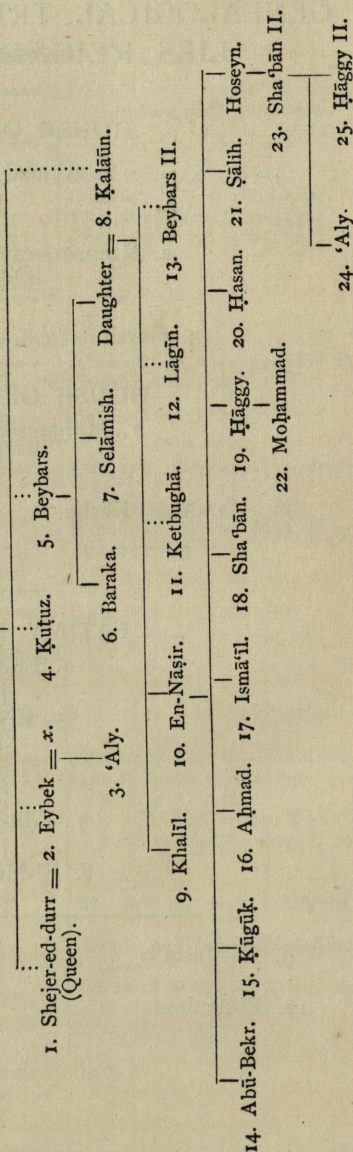 1. Shejer-ed-durr = 2. Eybek = x. 4. Ḳuṭuz. 5. Beybars. Ḳalāūn.
(Queen).
3. ‘Aly. 6. Baraka. 7. Selāmish. Daughter = 8.
9. Khalīl. 10. En-Nāṣir. 11. Ketbughā. 12. Lāgīn. 13. Beybars II.
14. Abū-Bekr. 15. Ḳūgūḳ. 16. Aḥmad. 17. Ismā‘īl. 18. Sha‘bān. 19. Ḥāggy. 20. Ḥasan. 21. Ṣāliḥ. Hoseyn.
22. Moḥammad. 23. Sha‘bān II.
24. ‘Aly. 25. Ḥāggy II.